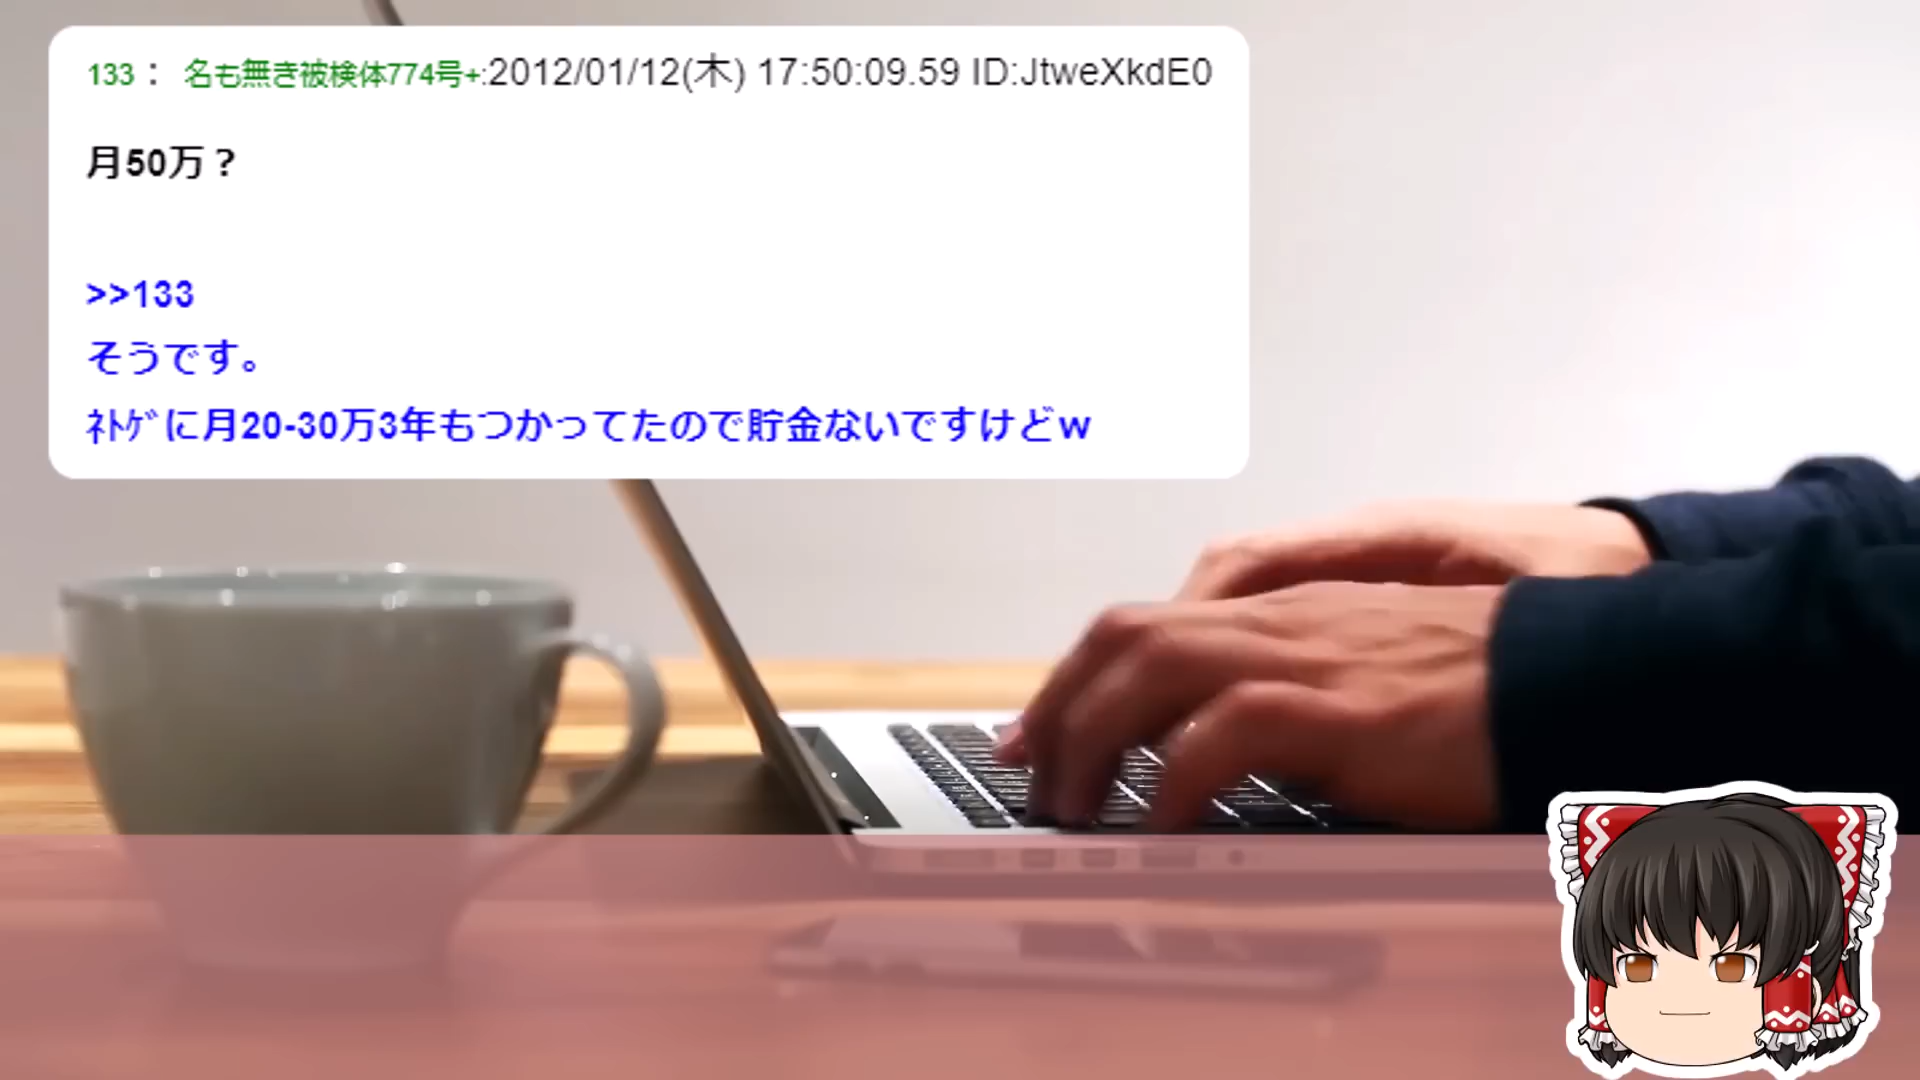 133： 名も無き被検体774号+:2012/01/12(木) 17:50:09.59 ID:JtweXkdE0
月50万？
>>133
そうです。
ﾈﾄｹﾞに月20-30万3年もつかってたので貯金ないですけどw